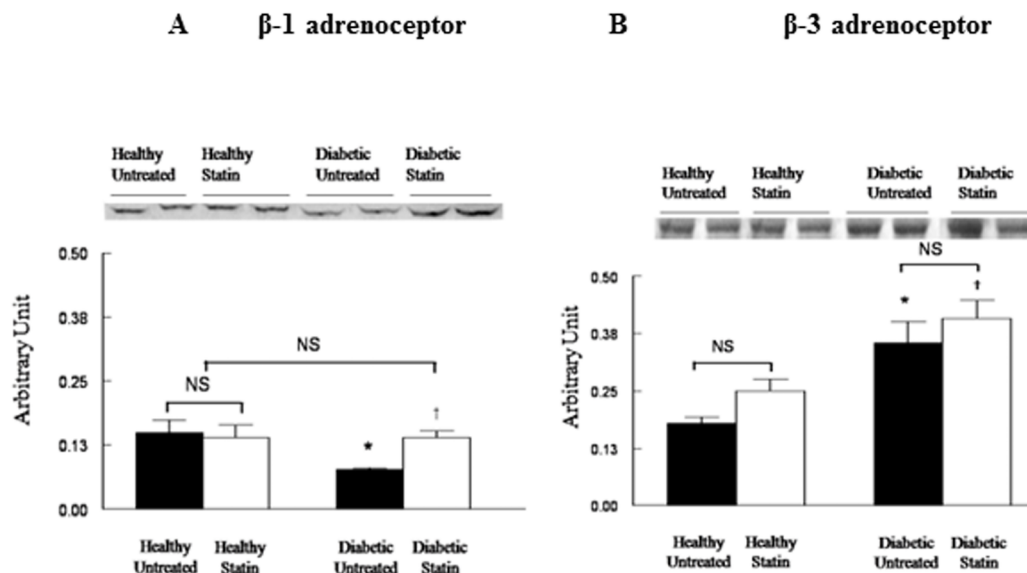 A β-1 adrenoceptor
Healthy Untreated
Healthy Statin
Diabetic Untreated
Diabetic Statin
Arbitrary Unit
0.50
0.38
0.25
0.13
0.00
NS
NS
†
*
Healthy Untreated
Healthy Statin
Diabetic Untreated
Diabetic Statin
B β-3 adrenoceptor
Healthy Untreated
Healthy Statin
Diabetic Untreated
Diabetic Statin
Arbitrary Unit
0.50
0.38
0.25
0.13
0.00
NS
NS
*
†
Healthy Untreated
Healthy Statin
Diabetic Untreated
Diabetic Statin